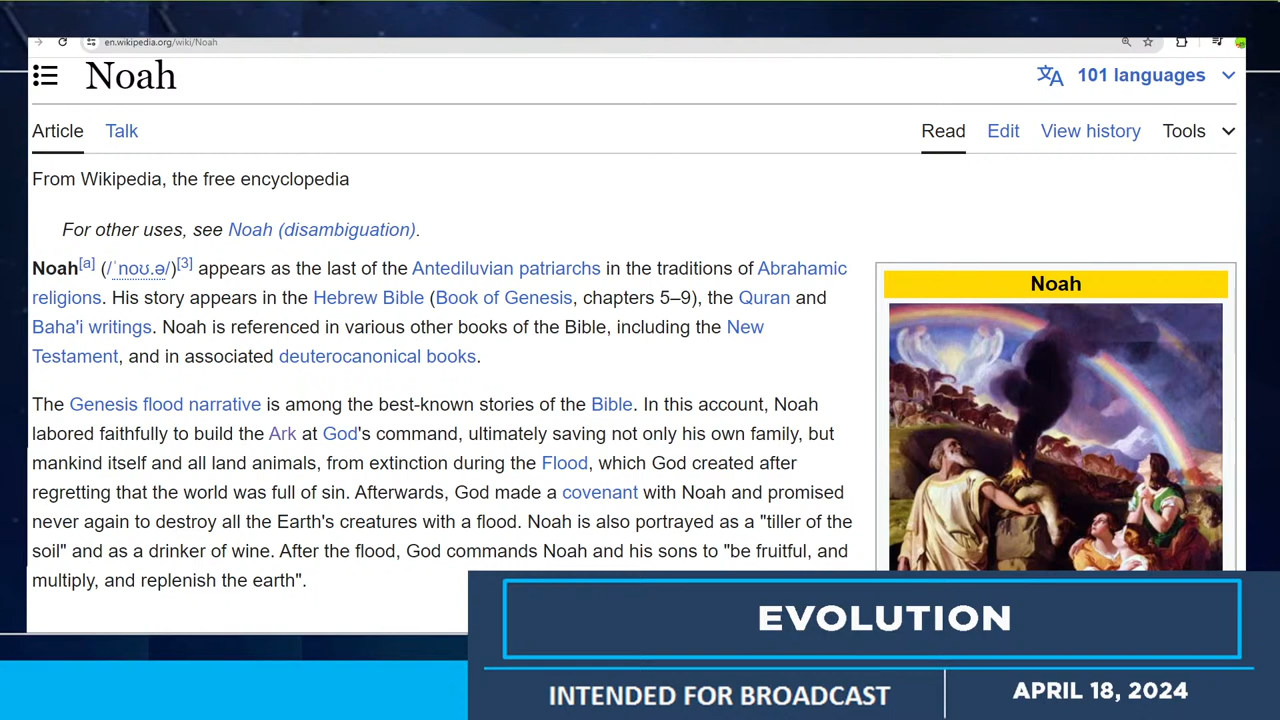 en.wikipedia.org/wiki/Noah
Noah
101 languages
Article Talk
Read Edit View history Tools
From Wikipedia, the free encyclopedia
For other uses, see Noah (disambiguation).
Noah[a] (/ˈnoʊ.ə/)[3] appears as the last of the Antediluvian patriarchs in the traditions of Abrahamic
religions. His story appears in the Hebrew Bible (Book of Genesis, chapters 5–9), the Quran and
Baha'i writings. Noah is referenced in various other books of the Bible, including the New
Testament, and in associated deuterocanonical books.
The Genesis flood narrative is among the best-known stories of the Bible. In this account, Noah
labored faithfully to build the Ark at God's command, ultimately saving not only his own family, but
mankind itself and all land animals, from extinction during the Flood, which God created after
regretting that the world was full of sin. Afterwards, God made a covenant with Noah and promised
never again to destroy all the Earth's creatures with a flood. Noah is also portrayed as a "tiller of the
soil" and as a drinker of wine. After the flood, God commands Noah and his sons to "be fruitful, and
multiply, and replenish the earth".
Noah
EVOLUTION
INTENDED FOR BROADCAST
APRIL 18, 2024